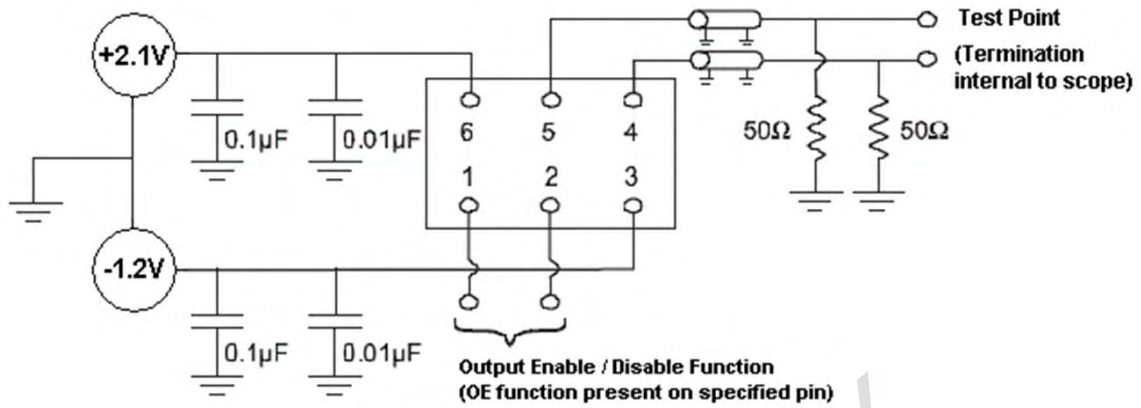 Test Point
+2.1V
(Termination
internal to scope)
6 5 4
50Ω 50Ω
0.1µF 0.01µF
1 2 3
-1.2V
0.1µF 0.01µF
Output Enable / Disable Function
(OE function present on specified pin)